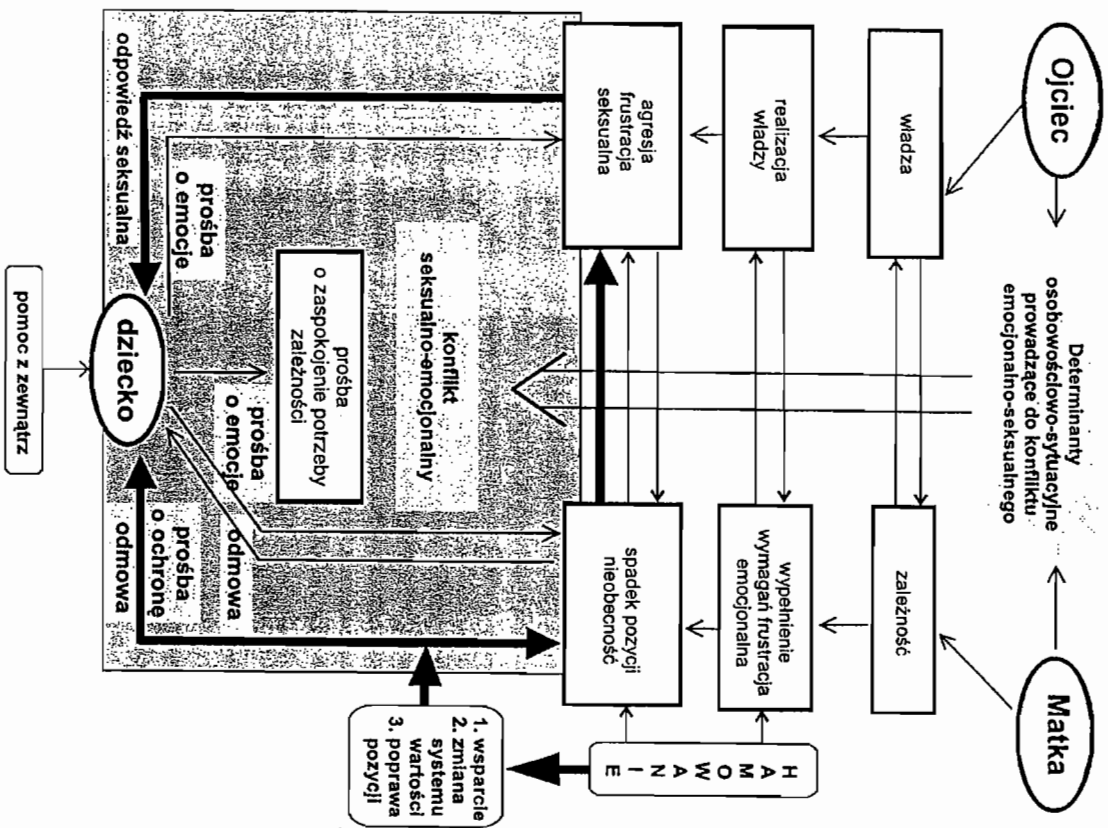 Ojciec
Determinanty
osobowościowo-sytuacyjne
prowadzące do konfliktu
emocjonalno-seksualnego
Matka
władza
zależność
realizacja
władzy
wypełnienie
wymagań frustracja
emocjonalna
agresja
frustracja
seksualna
spadek pozycji
nieobecność
HAMOWANIE
konflikt
seksualno-emocjonalny
prośba
o zaspokojenie potrzeby
zależności
prośba
o emocje
prośba
o emocje
odmowa
prośba
o ochronę
odpowiedź seksualna
odmowa
1. wsparcie
2. zmiana
systemu
wartości
3. poprawa
pozycji
dziecko
pomoc z zewnątrz